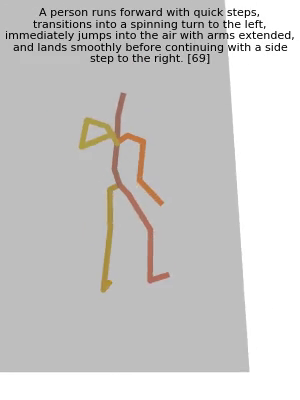 A person runs forward with quick steps,
transitions into a spinning turn to the left,
immediately jumps into the air with arms extended,
and lands smoothly before continuing with a side
step to the right. [69]